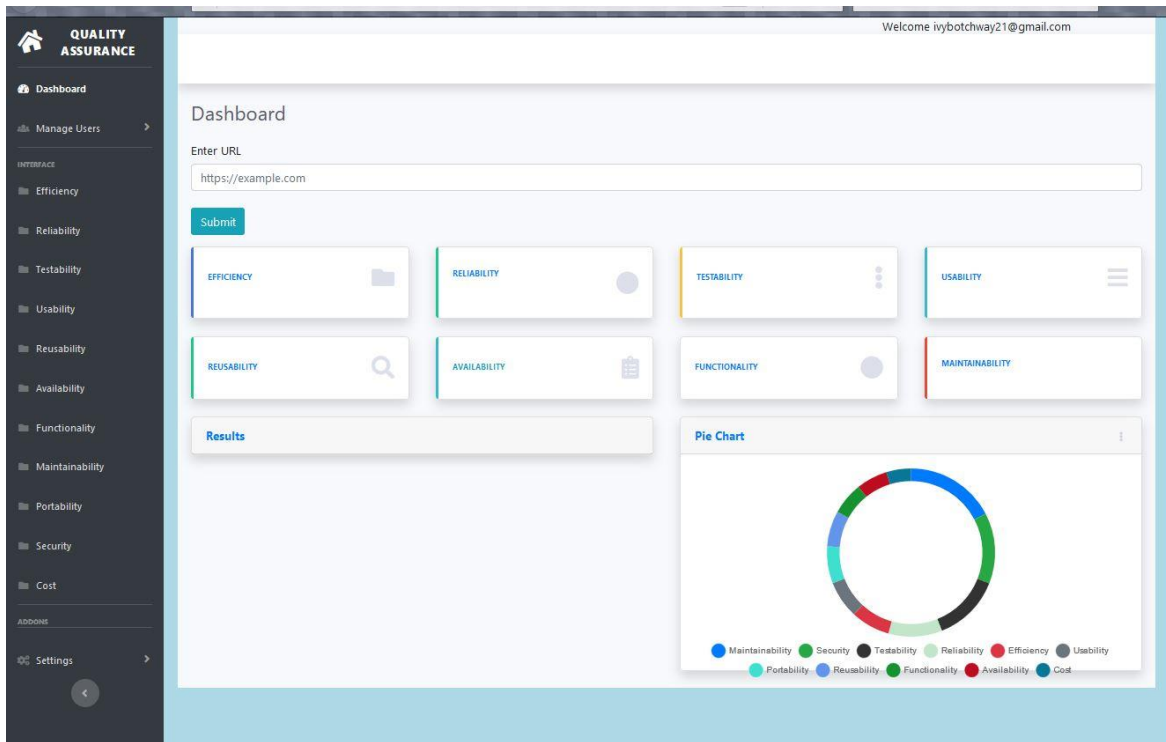 QUALITY
ASSURANCE
Dashboard
Manage Users
INTERFACE
Efficiency
Reliability
Testability
Usability
Reusability
Availability
Functionality
Maintainability
Portability
Security
Cost
ADDONS
Settings
Welcome ivybotchway21@gmail.com
Dashboard
Enter URL
https://example.com
Submit
EFFICIENCY
RELIABILITY
TESTABILITY
USABILITY
REUSABILITY
AVAILABILITY
FUNCTIONALITY
MAINTAINABILITY
Results
Pie Chart
Maintainability Security Testability Reliability Efficiency Usability
Portability Reusability Functionality Availability Cost